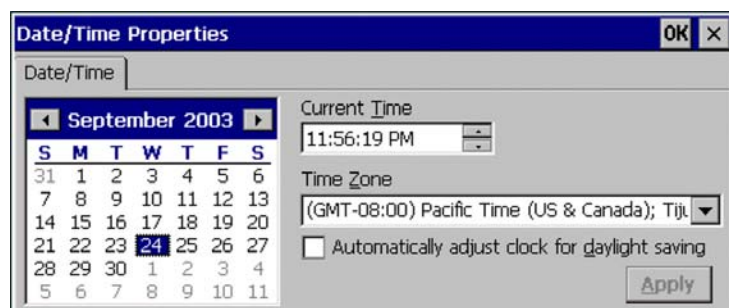 Date/Time Properties OK ×
Date/Time
September 2003
S M T W T F S
31 1 2 3 4 5 6
7 8 9 10 11 12 13
14 15 16 17 18 19 20
21 22 23 24 25 26 27
28 29 30 1 2 3 4
5 6 7 8 9 10 11
Current Time
11:56:19 PM
Time Zone
(GMT-08:00) Pacific Time (US & Canada); Tiju
Automatically adjust clock for daylight saving
Apply